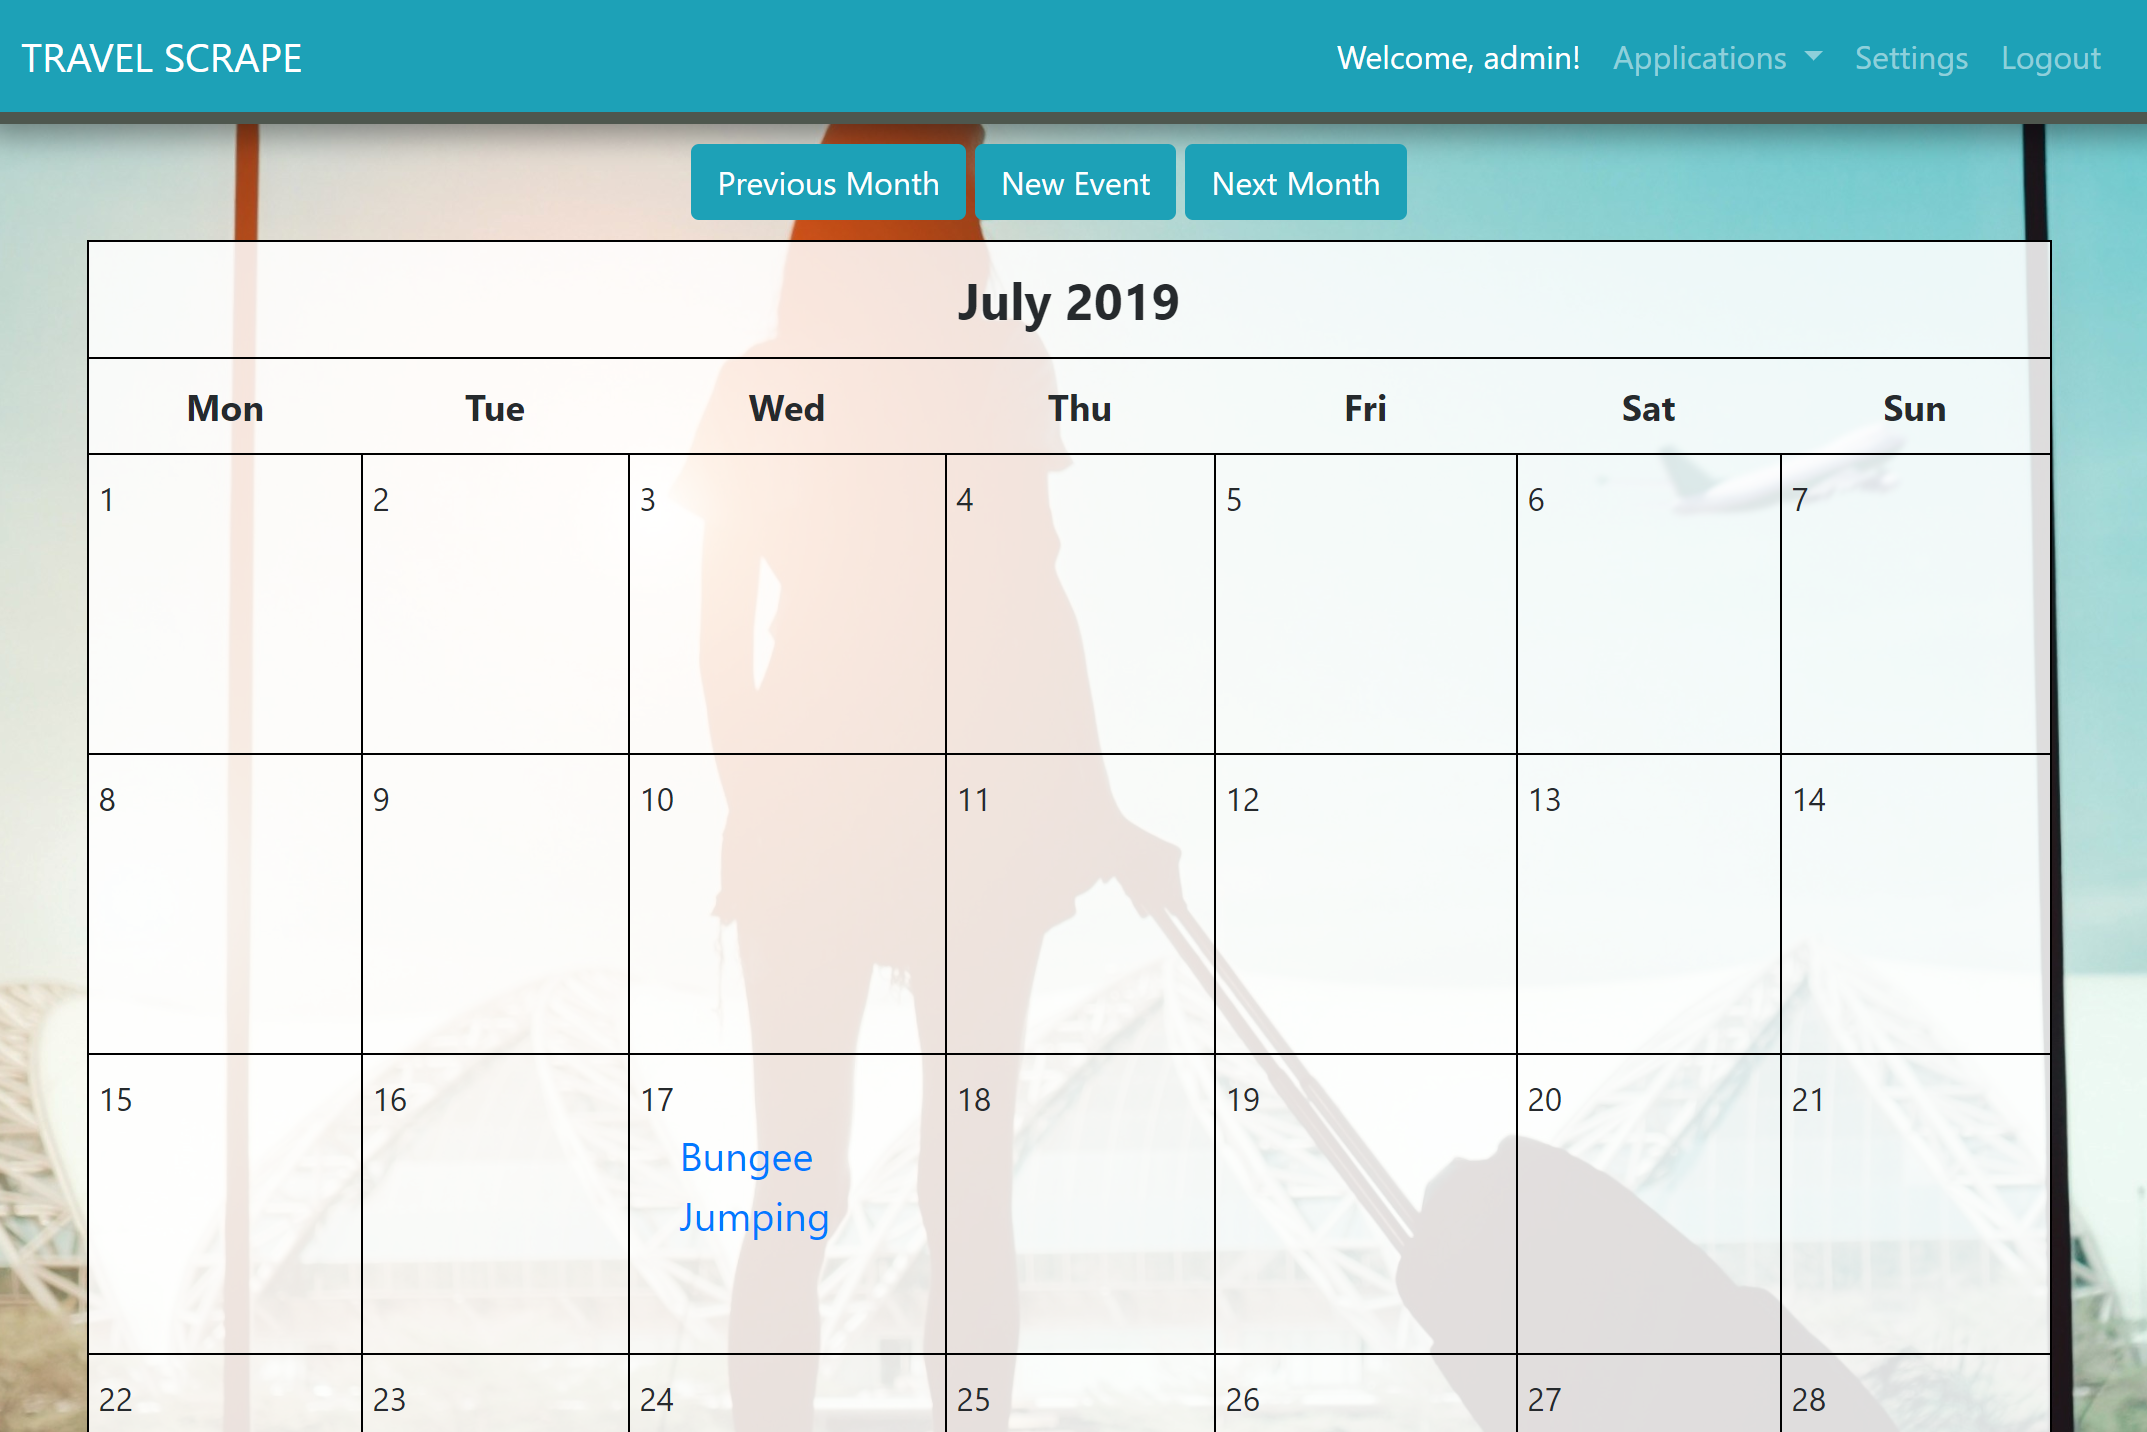 TRAVEL SCRAPE
Welcome, admin! Applications Settings Logout
Previous Month New Event Next Month
July 2019
Mon Tue Wed Thu Fri Sat Sun
1 2 3 4 5 6 7
8 9 10 11 12 13 14
15 16 17 18 19 20 21
Bungee
Jumping
22 23 24 25 26 27 28